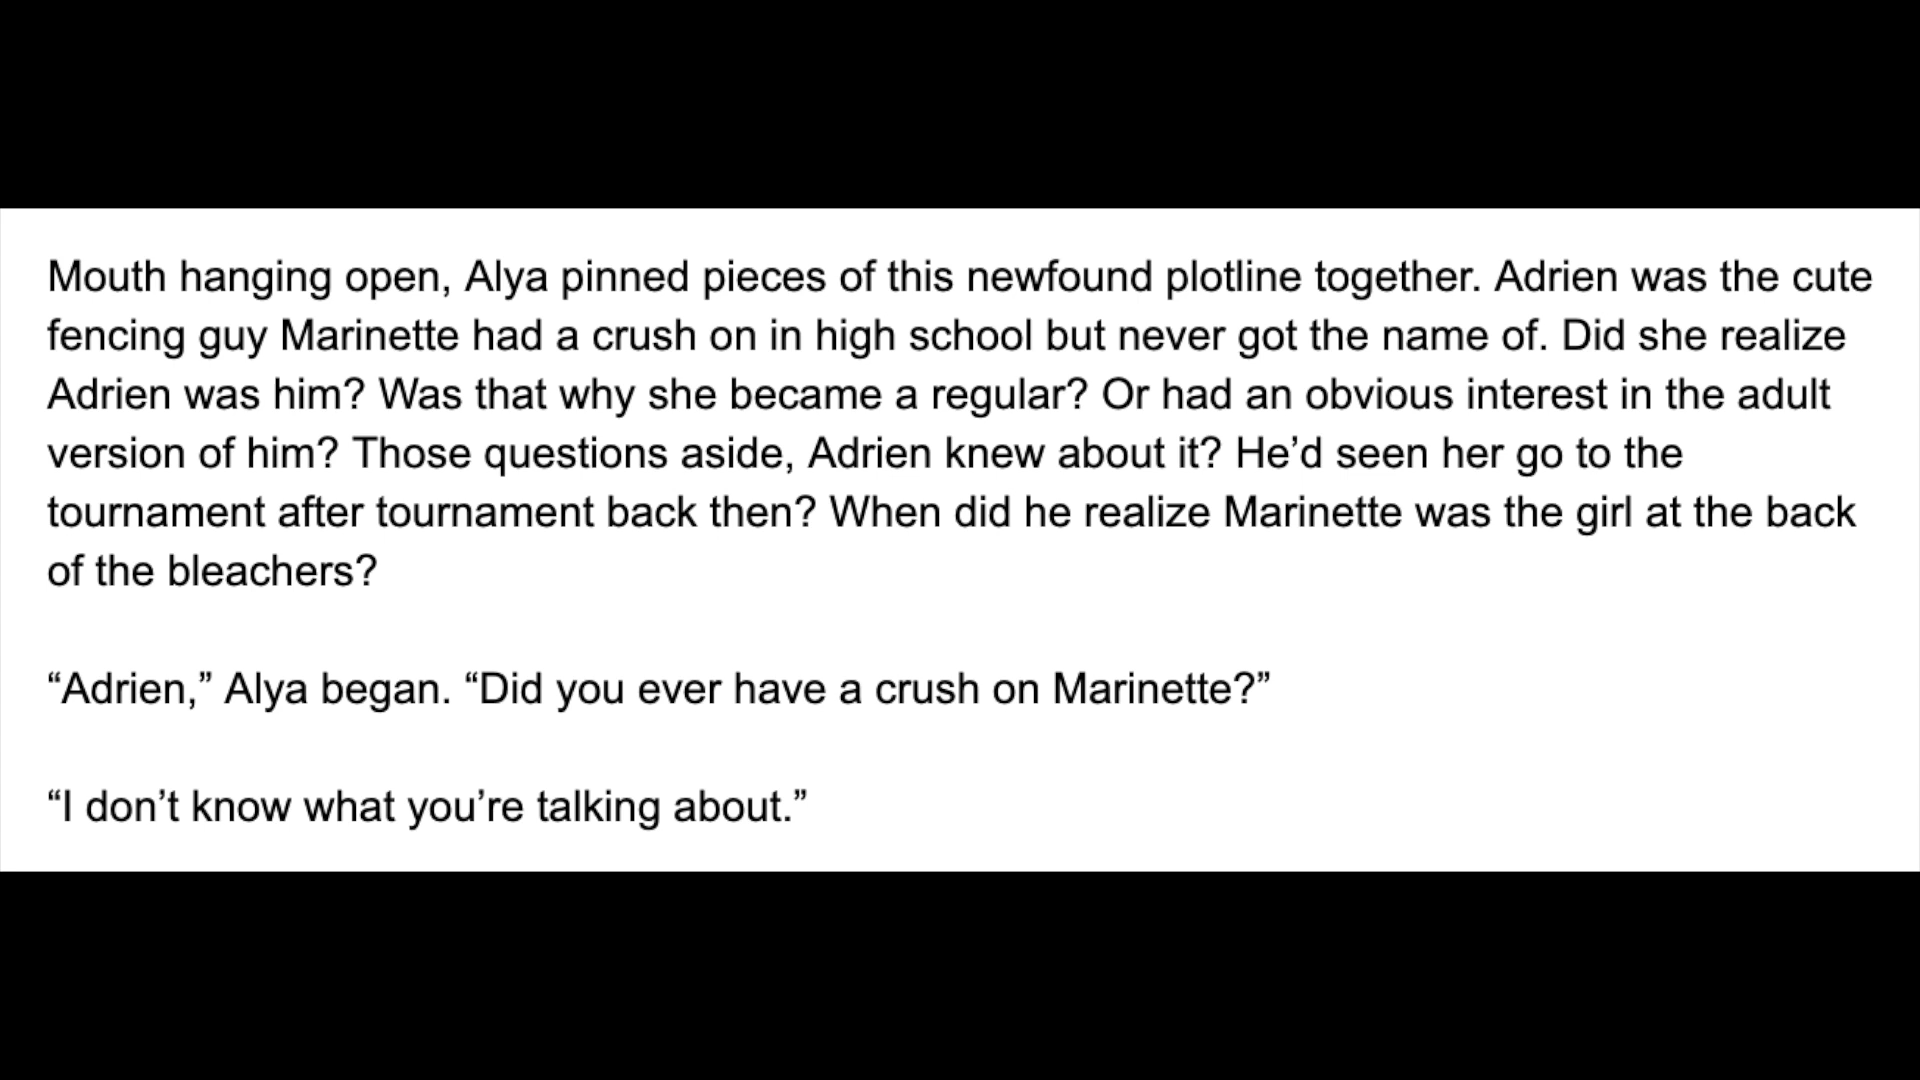 Mouth hanging open, Alya pinned pieces of this newfound plotline together. Adrien was the cute
fencing guy Marinette had a crush on in high school but never got the name of. Did she realize
Adrien was him? Was that why she became a regular? Or had an obvious interest in the adult
version of him? Those questions aside, Adrien knew about it? He’d seen her go to the
tournament after tournament back then? When did he realize Marinette was the girl at the back
of the bleachers?
“Adrien,” Alya began. “Did you ever have a crush on Marinette?”
“I don’t know what you’re talking about.”